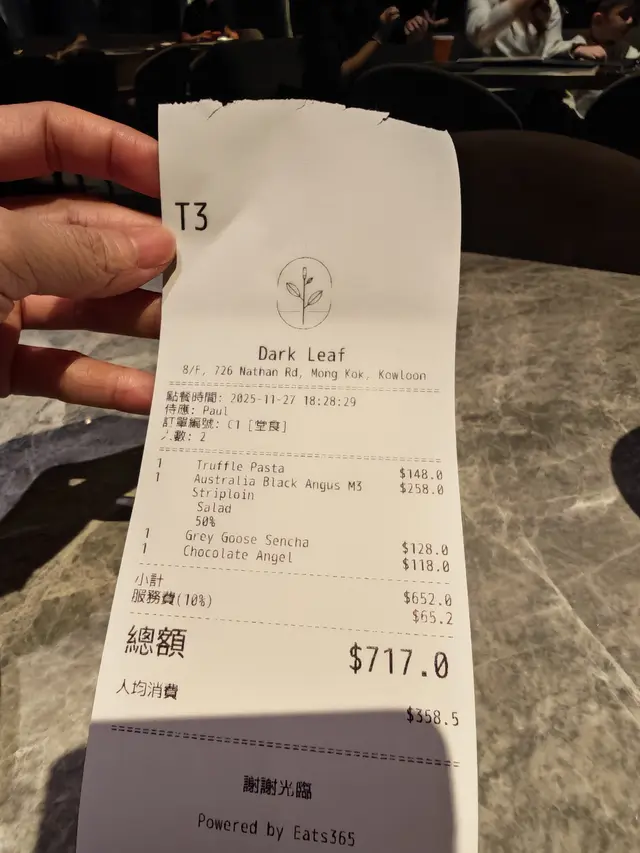 T3
Dark Leaf
8/F, 726 Nathan Rd, Mong Kok, Kowloon
點餐時間: 2025-11-27 18:28:29
侍應: Paul
訂單編號: C1 [堂食]
人數: 2
1 Truffle Pasta $148.0
1 Australia Black Angus M3 $258.0
Striploin
Salad
50%
1 Grey Goose Sencha $128.0
1 Chocolate Angel $118.0
小計 $652.0
服務費(10%) $65.2
總額 $717.0
人均消費 $358.5
謝謝光臨
Powered by Eats365